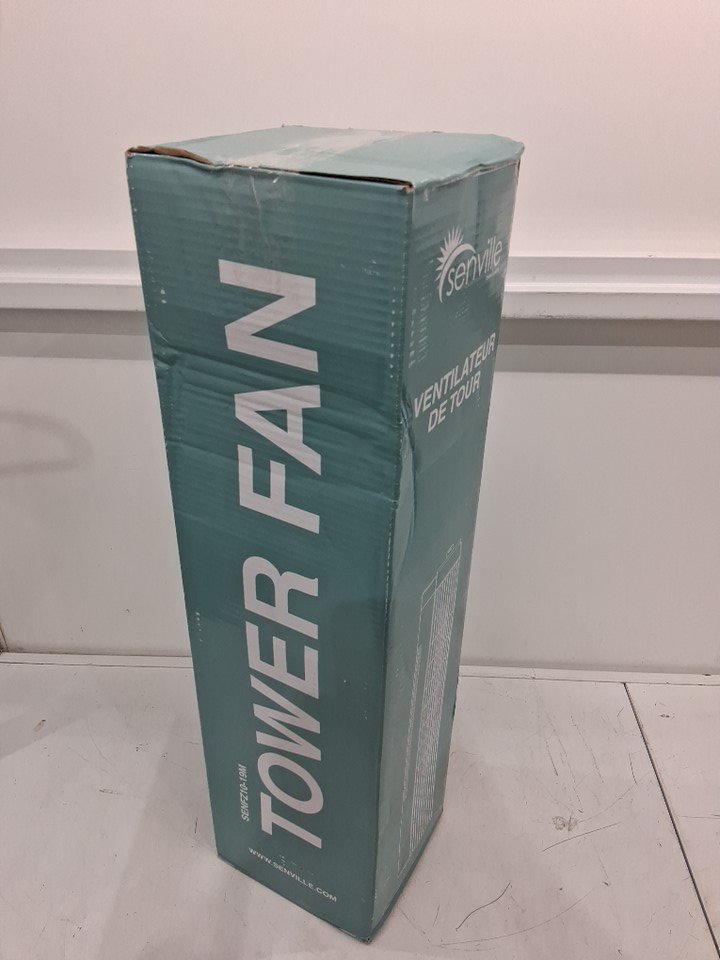 TOWER FAN
SENFZ10-19M
WWW.SENVILLE.COM
senville
VENTILATEUR
DE TOUR